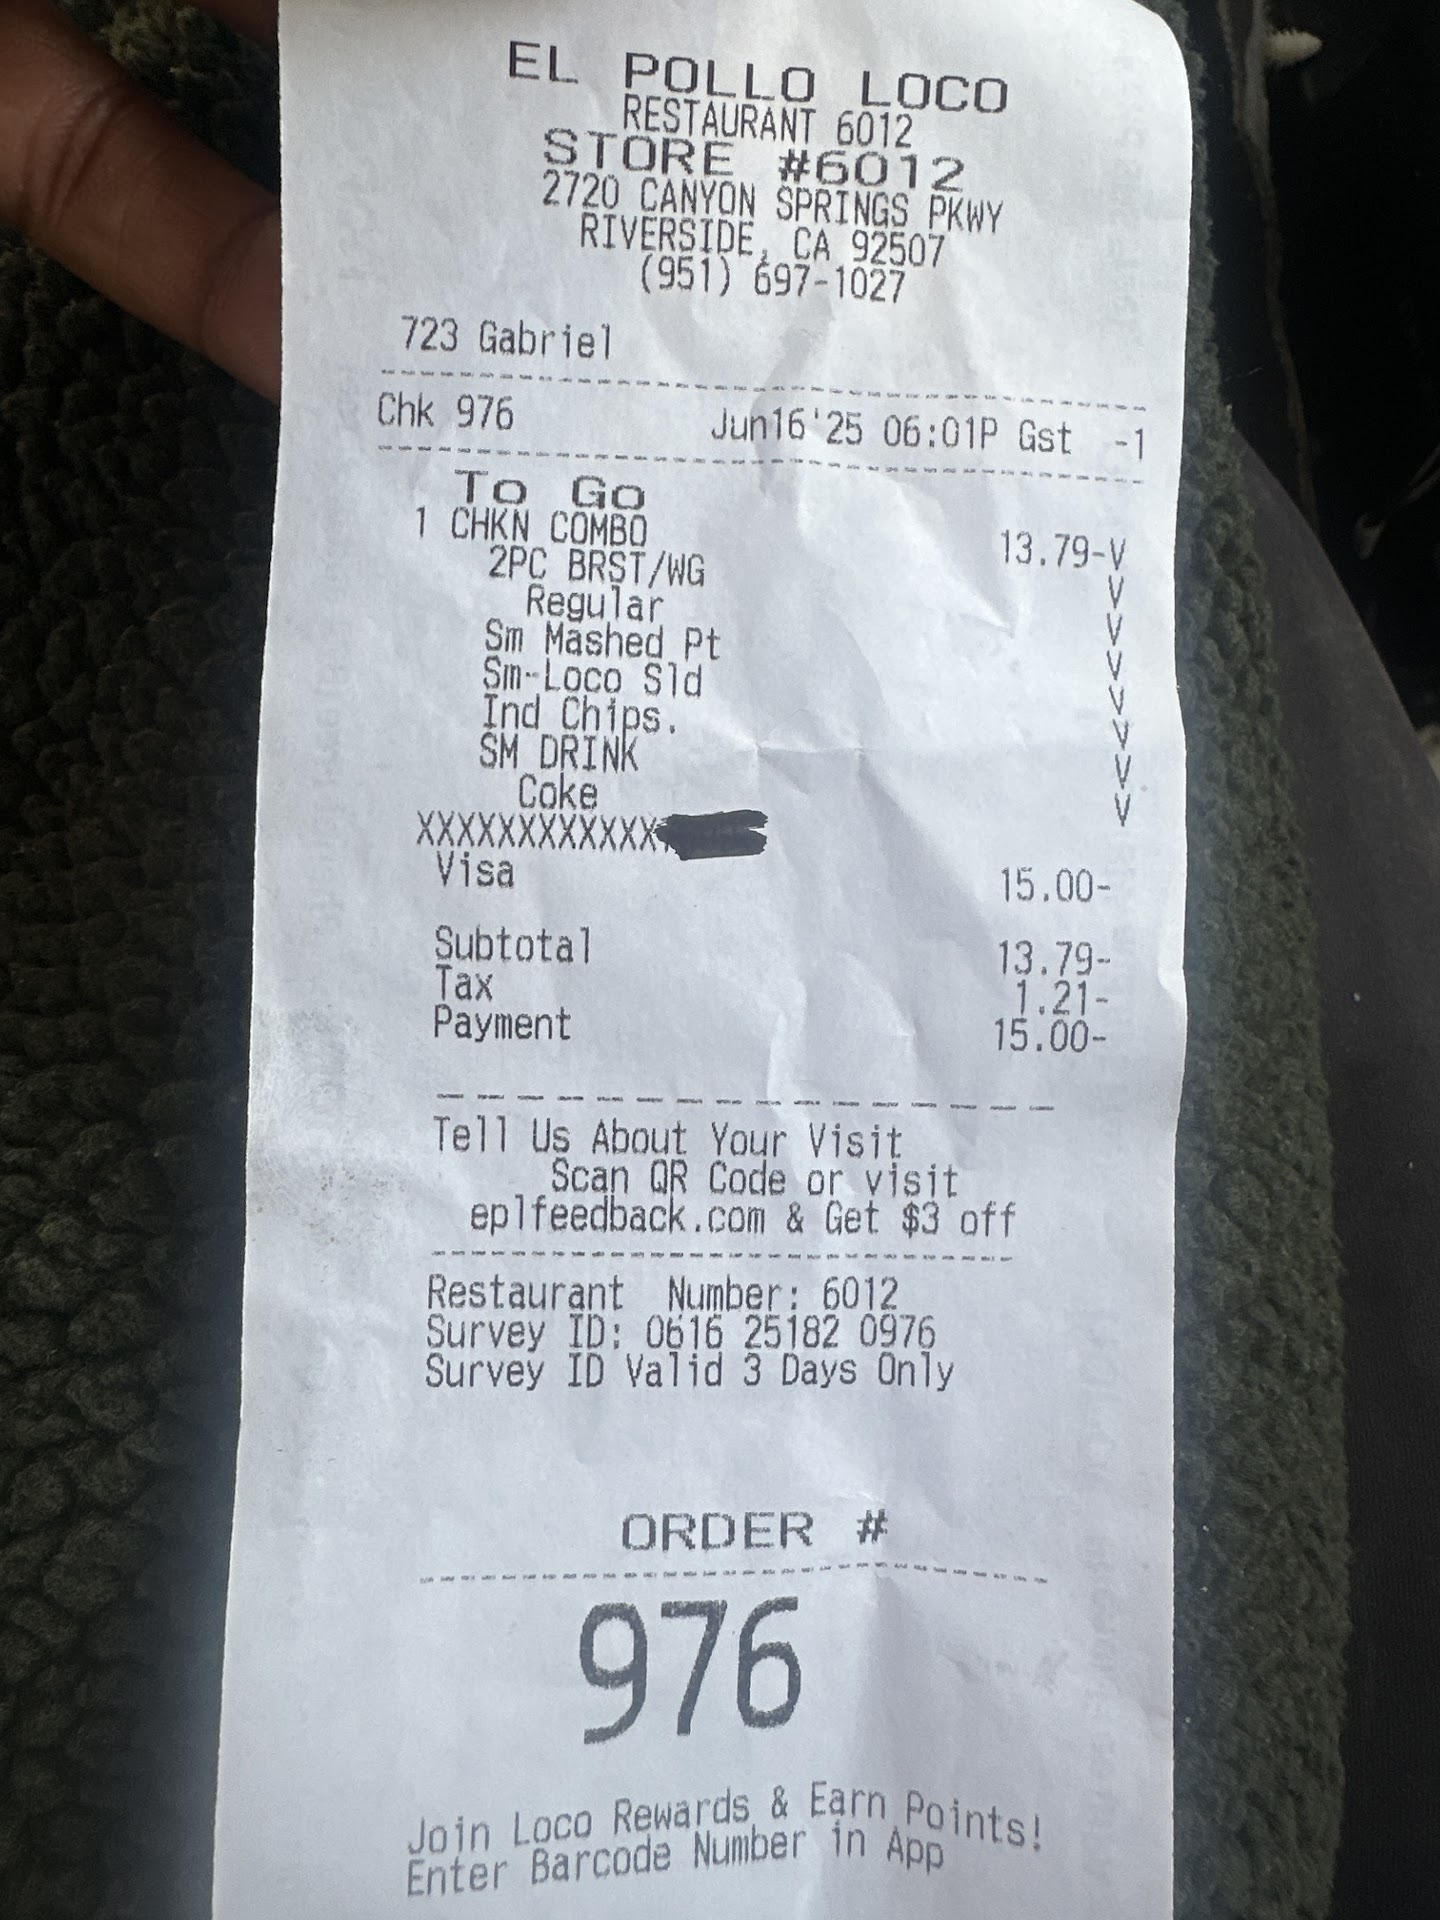 EL POLLO LOCO
RESTAURANT 6012
STORE #6012
2720 CANYON SPRINGS PKWY
RIVERSIDE, CA 92507
(951) 697-1027
723 Gabriel
Chk 976 Jun16'25 06:01P Gst -1
To Go
1 CHKN COMBO 13.79-V
2PC BRST/WG V
Regular V
Sm Mashed Pt V
Sm-Loco Sld V
Ind Chips. V
SM DRINK V
Coke V
XXXXXXXXXXXX
Visa 15.00-
Subtotal 13.79-
Tax 1.21-
Payment 15.00-
Tell Us About Your Visit
Scan QR Code or visit
eplfeedback.com & Get $3 off
Restaurant Number: 6012
Survey ID: 0616 25182 0976
Survey ID Valid 3 Days Only
ORDER #
976
Join Loco Rewards & Earn Points!
Enter Barcode Number in App